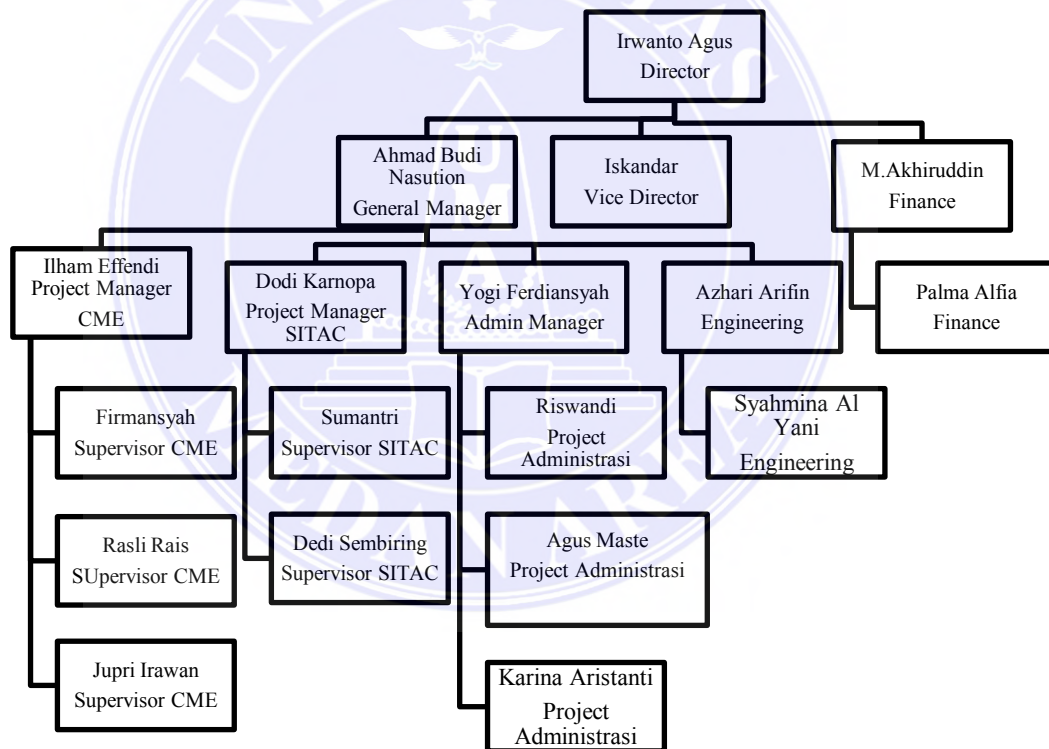 Irwanto Agus
Director
Ahmad Budi
Nasution
General Manager
Iskandar
Vice Director
M.Akhiruddin
Finance
Ilham Effendi
Project Manager
CME
Dodi Karnopa
Project Manager
SITAC
Yogi Ferdiansyah
Admin Manager
Azhari Arifin
Engineering
Palma Alfia
Finance
Firmansyah
Supervisor CME
Sumantri
Supervisor SITAC
Riswandi
Project
Administrasi
Syahmina Al
Yani
Engineering
Rasli Rais
SUpervisor CME
Dedi Sembiring
Supervisor SITAC
Agus Maste
Project Administrasi
Jupri Irawan
Supervisor CME
Karina Aristanti
Project
Administrasi
U
M
A
MEDAN AREA